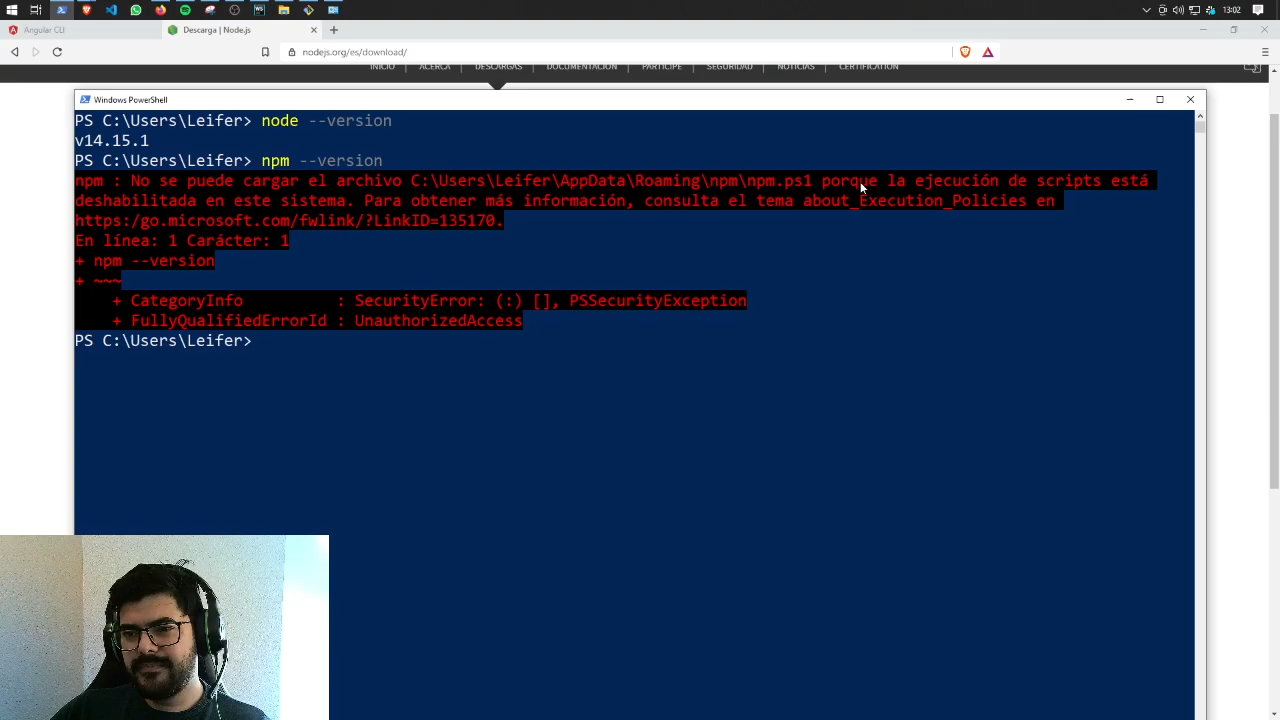 13:02
Angular CLI
Descarga | Node.js
nodejs.org/es/download/
INICIO | ACERCA | DESCARGAS | DOCUMENTACIÓN | PARTICIPE | SEGURIDAD | NOTICIAS | CERTIFICATION
Windows PowerShell
PS C:\Users\Leifer> node --version
v14.15.1
PS C:\Users\Leifer> npm --version
npm : No se puede cargar el archivo C:\Users\Leifer\AppData\Roaming\npm\npm.ps1 porque la ejecución de scripts está
deshabilitada en este sistema. Para obtener más información, consulta el tema about_Execution_Policies en
https:/go.microsoft.com/fwlink/?LinkID=135170.
En línea: 1 Carácter: 1
+ npm --version
+ ~~~
+ CategoryInfo : SecurityError: (:) [], PSSecurityException
+ FullyQualifiedErrorId : UnauthorizedAccess
PS C:\Users\Leifer>